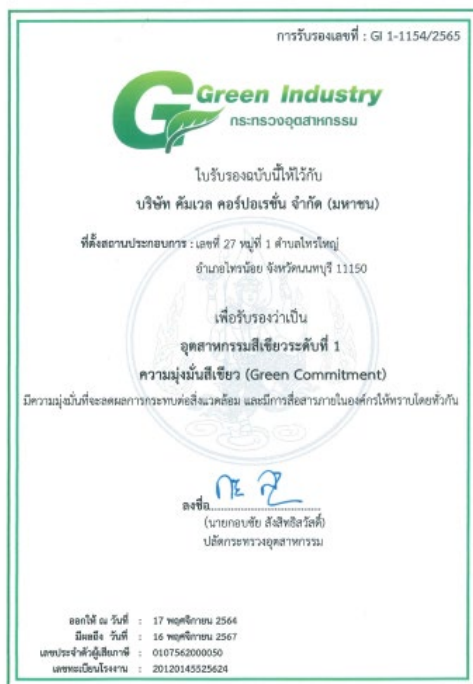 การรับรองเลขที่ : GI 1-1154/2565
Green Industry
กระทรวงอุตสาหกรรม
ใบรับรองฉบับนี้ให้ไว้กับ
บริษัท คัมเวล คอร์ปอเรชั่น จำกัด (มหาชน)
ที่ตั้งสถานประกอบการ : เลขที่ 27 หมู่ที่ 1 ตำบลไทรใหญ่
อำเภอไทรน้อย จังหวัดนนทบุรี 11150
เพื่อรับรองว่าเป็น
อุตสาหกรรมสีเขียวระดับที่ 1
ความมุ่งมั่นสีเขียว (Green Commitment)
มีความมุ่งมั่นที่จะลดผลการกระทบต่อสิ่งแวดล้อม และมีการสื่อสารภายในองค์กรให้ทราบโดยทั่วกัน
ลงชื่อ
(นายกอบชัย สังสิทธิสวัสดิ์)
ปลัดกระทรวงอุตสาหกรรม
ออกให้ ณ วันที่ : 17 พฤศจิกายน 2564
มีผลถึง วันที่ : 16 พฤศจิกายน 2567
เลขประจำตัวผู้เสียภาษี : 0107562000050
เลขทะเบียนโรงงาน : 20120145525624